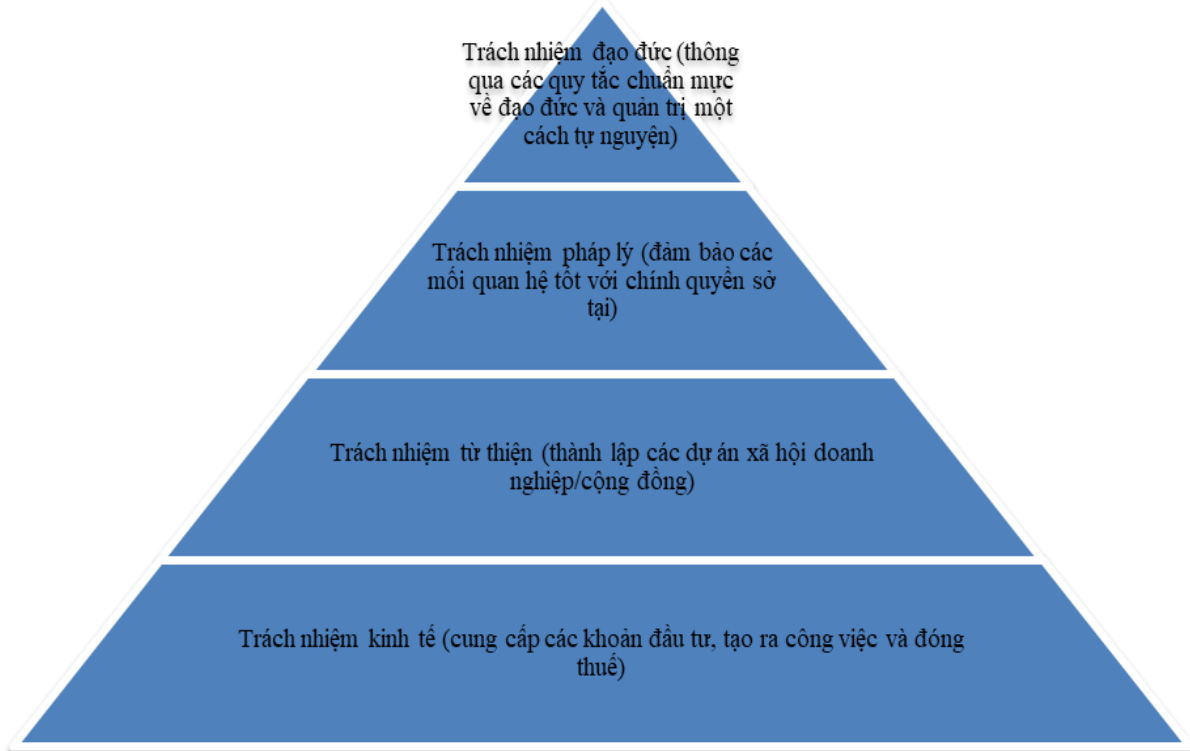 Trách nhiệm đạo đức (thông
qua các quy tắc chuẩn mực
về đạo đức và quản trị một
cách tự nguyện)
Trách nhiệm pháp lý (đảm bảo các
mối quan hệ tốt với chính quyền sở
tại)
Trách nhiệm từ thiện (thành lập các dự án xã hội doanh
nghiệp/cộng đồng)
Trách nhiệm kinh tế (cung cấp các khoản đầu tư, tạo ra công việc và đóng
thuế)